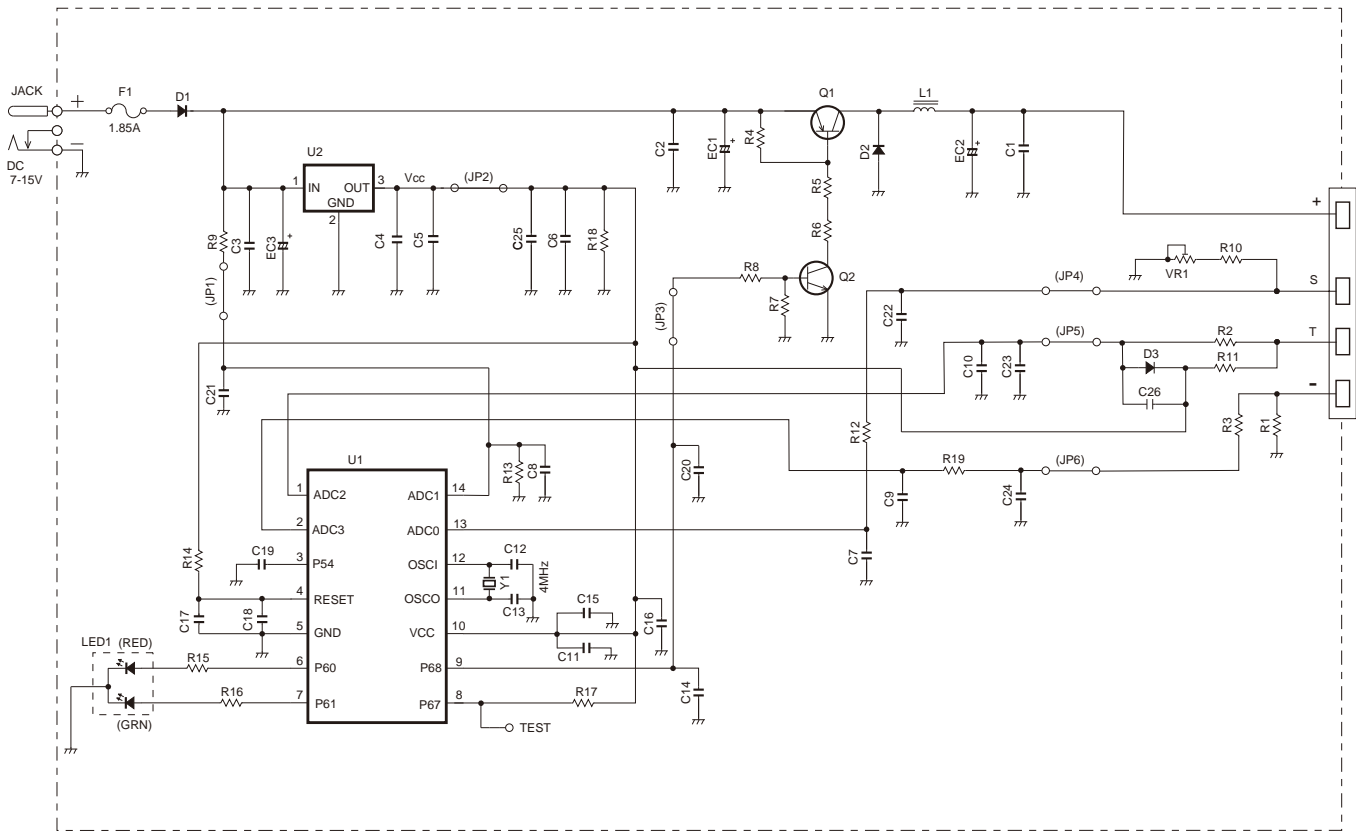 JACK
+
F1
1.85A
D1
DC
7-15V
−
U2
1
IN
OUT
3
GND
2
Vcc
(JP2)
R9
C3
EC3
+
C4
C5
C25
C6
R18
(JP1)
C21
C2
EC1
+
R4
Q1
D2
L1
EC2
+
C1
R5
R6
R8
R7
Q2
(JP3)
+
VR1
R10
S
(JP4)
C22
T
(JP5)
R2
C10
C23
D3
R11
C26
-
R3
R1
R12
R19
(JP6)
C9
C24
R13
C8
C20
U1
1
ADC2
ADC1
14
2
ADC3
ADC0
13
C7
R14
C19
3
P54
OSCI
12
C12
Y1
4MHz
4
RESET
OSCO
11
C13
C17
C18
5
GND
VCC
10
C15
C11
C16
LED1
(RED)
R15
6
P60
P68
9
C14
R16
7
P61
P67
8
R17
(GRN)
TEST